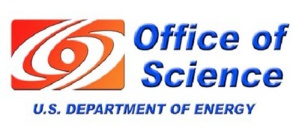 Office of
Science
U.S. DEPARTMENT OF ENERGY